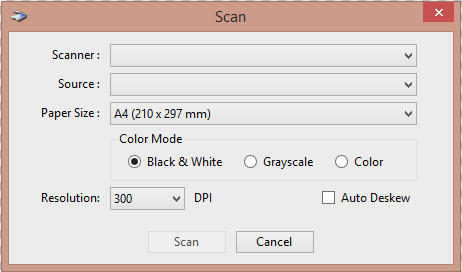 Scan
Scanner :
Source :
Paper Size : A4 (210 x 297 mm)
Color Mode
Black & White Grayscale Color
Resolution: 300 DPI Auto Deskew
Scan Cancel